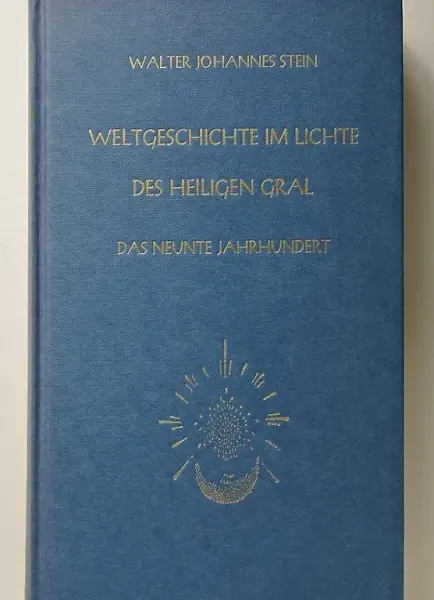 WALTER JOHANNES STEIN
WELTGESCHICHTE IM LICHTE
DES HEILIGEN GRAL
DAS NEUNTE JAHRHUNDERT